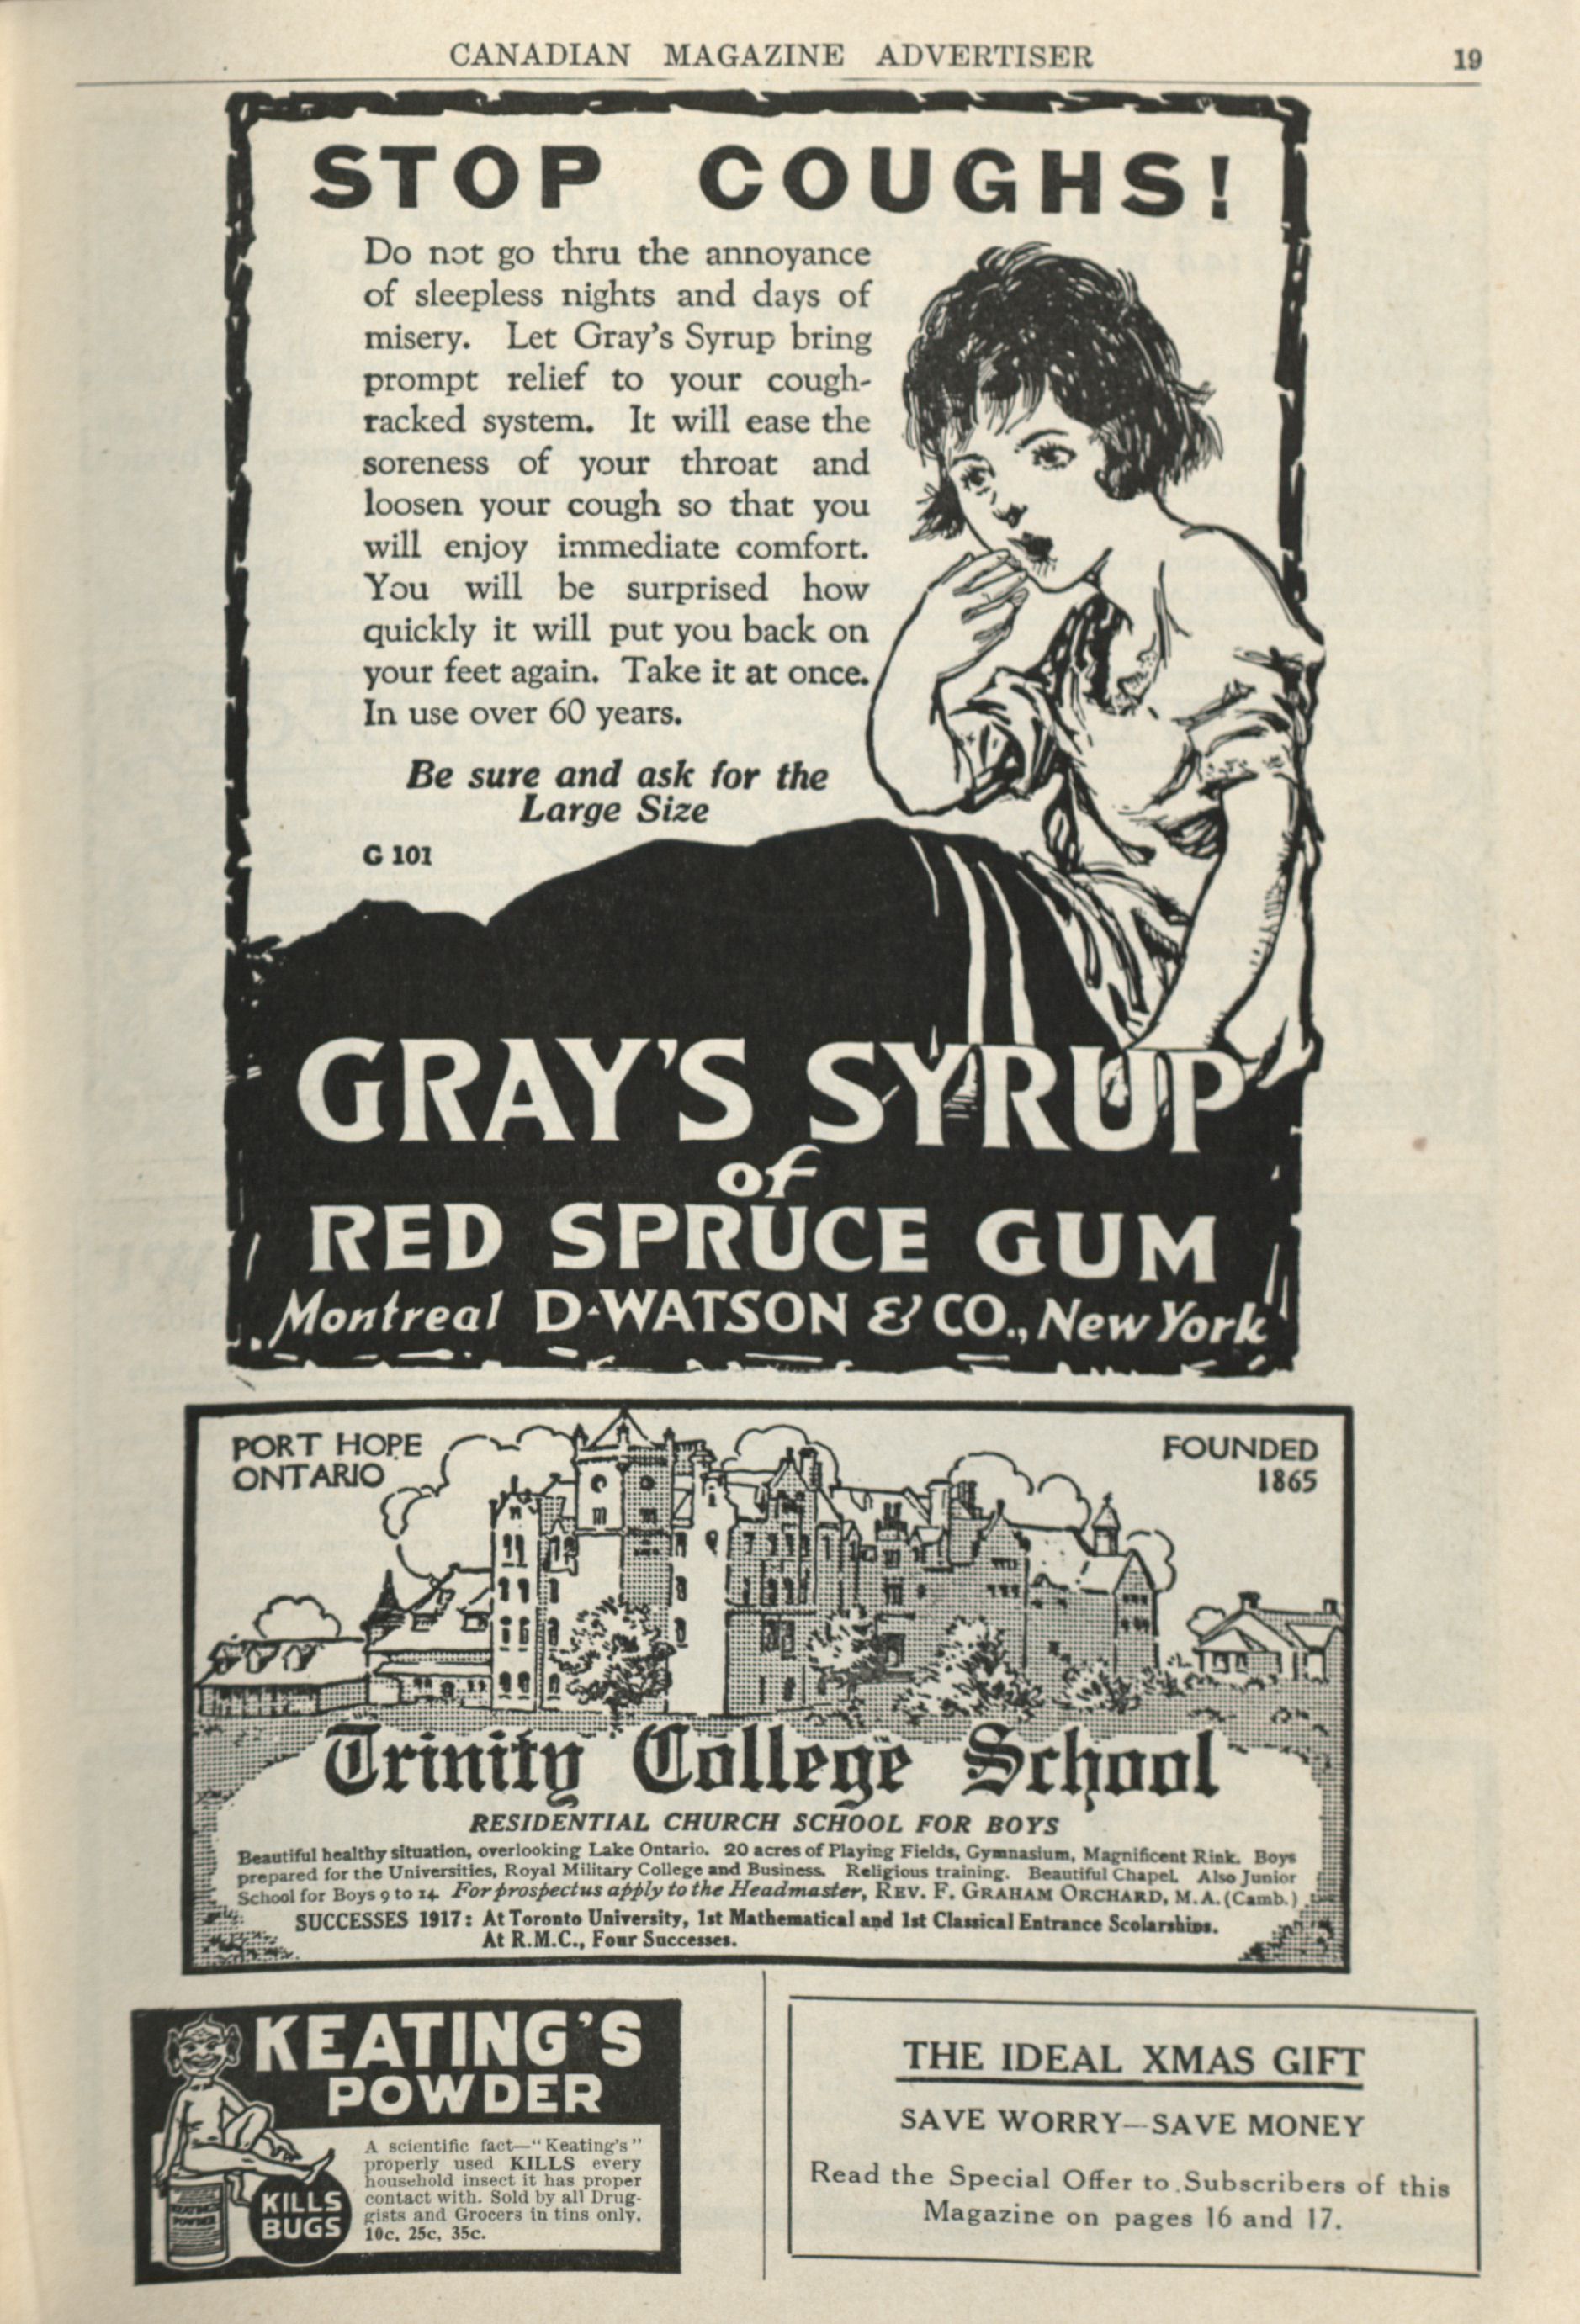 CANADIAN MAGAZINE ADVERTISER 19
STOP COUGHS!
Do not go thru the annoyance
of sleepless nights and days of
misery. Let Gray's Syrup bring
prompt relief to your cough-
racked system. It will ease the
soreness of your throat and
loosen your cough so that you
will enjoy immediate comfort.
You will be surprised how
quickly it will put you back on
your feet again. Take it at once.
In use over 60 years.
Be sure and ask for the
Large Size
G 101
GRAY'S SYRUP
of
RED SPRUCE GUM
Montreal D·WATSON & CO., New York
PORT HOPE
ONTARIO
FOUNDED
1865
Trinity College School
RESIDENTIAL CHURCH SCHOOL FOR BOYS
Beautiful healthy situation, overlooking Lake Ontario. 20 acres of Playing Fields, Gymnasium, Magnificent Rink. Boys
prepared for the Universities, Royal Military College and Business. Religious training. Beautiful Chapel. Also Junior
School for Boys 9 to 14. For prospectus apply to the Headmaster, REV. F. GRAHAM ORCHARD, M.A. (Camb.)
SUCCESSES 1917: At Toronto University, 1st Mathematical and 1st Classical Entrance Scolarships.
At R.M.C., Four Successes.
KEATING'S
POWDER
A scientific fact—"Keating's"
properly used KILLS every
household insect it has proper
contact with. Sold by all Drug-
gists and Grocers in tins only,
10c, 25c, 35c.
KILLS
BUGS
KEATING'S
POWDER
THE IDEAL XMAS GIFT
SAVE WORRY—SAVE MONEY
Read the Special Offer to Subscribers of this
Magazine on pages 16 and 17.